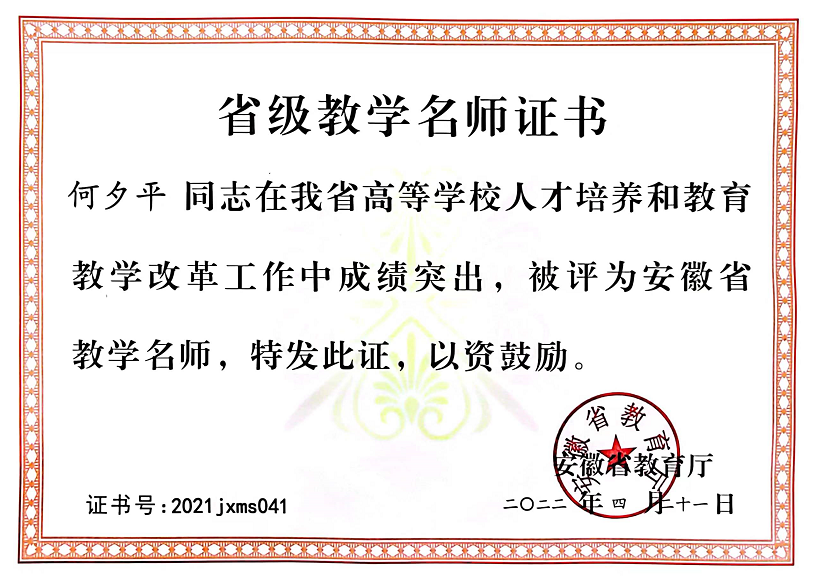 省级教学名师证书
何夕平 同志在我省高等学校人才培养和教育
教学改革工作中成绩突出，被评为安徽省
教学名师，特发此证，以资鼓励。
安徽省教育厅
安徽省教育厅
证书号:2021jxms041
二〇二二 年 四 月二十一日